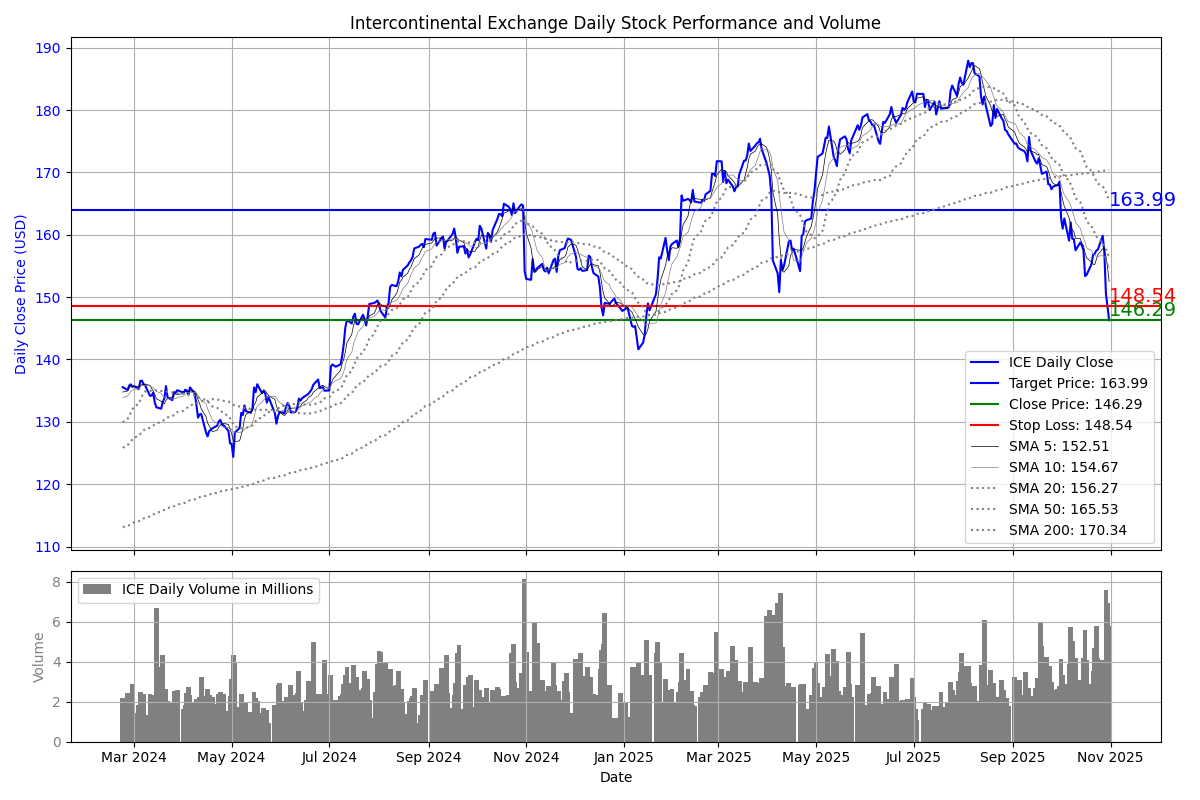 Intercontinental Exchange Daily Stock Performance and Volume
Daily Close Price (USD)
190
180
170
160
150
140
130
120
110
163.99
148.54
146.29
ICE Daily Close
Target Price: 163.99
Close Price: 146.29
Stop Loss: 148.54
SMA 5: 152.51
SMA 10: 154.67
SMA 20: 156.27
SMA 50: 165.53
SMA 200: 170.34
Volume
8
6
4
2
0
ICE Daily Volume in Millions
Mar 2024 May 2024 Jul 2024 Sep 2024 Nov 2024 Jan 2025 Mar 2025 May 2025 Jul 2025 Sep 2025 Nov 2025
Date